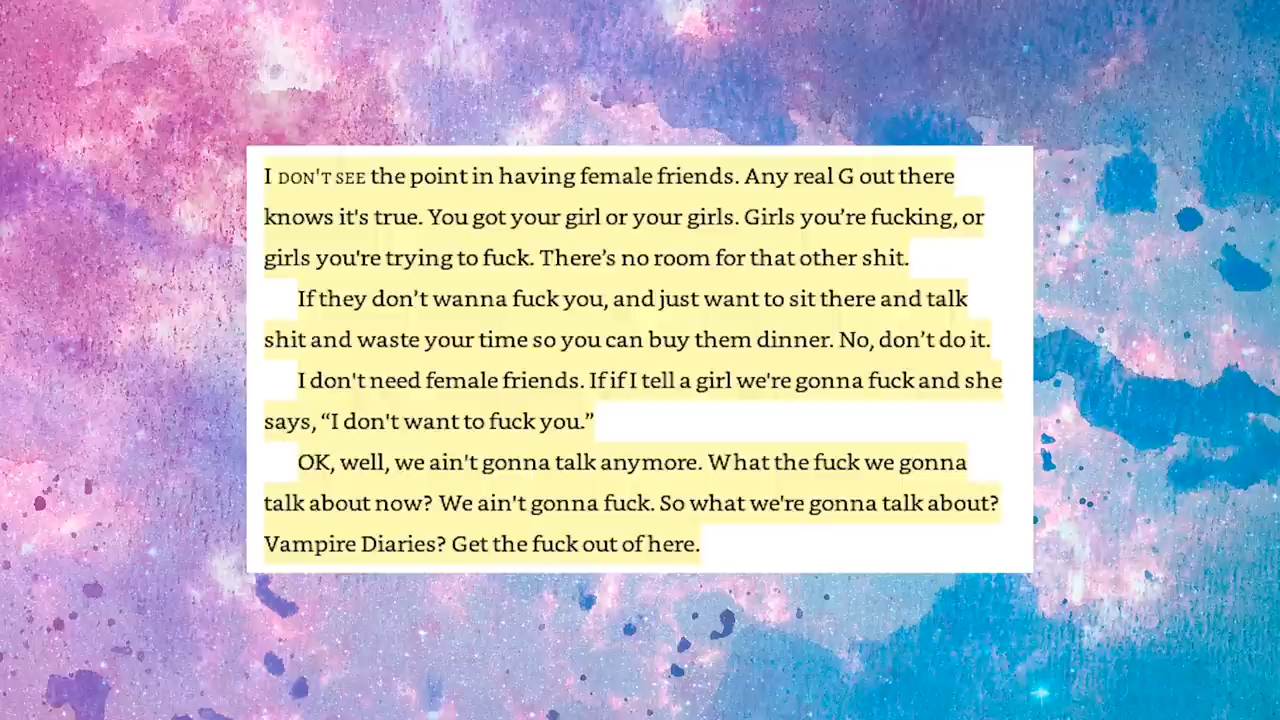 I DON'T SEE the point in having female friends. Any real G out there
knows it's true. You got your girl or your girls. Girls you’re fucking, or
girls you're trying to fuck. There’s no room for that other shit.
If they don’t wanna fuck you, and just want to sit there and talk
shit and waste your time so you can buy them dinner. No, don’t do it.
I don't need female friends. If if I tell a girl we're gonna fuck and she
says, “I don't want to fuck you.”
OK, well, we ain't gonna talk anymore. What the fuck we gonna
talk about now? We ain't gonna fuck. So what we're gonna talk about?
Vampire Diaries? Get the fuck out of here.